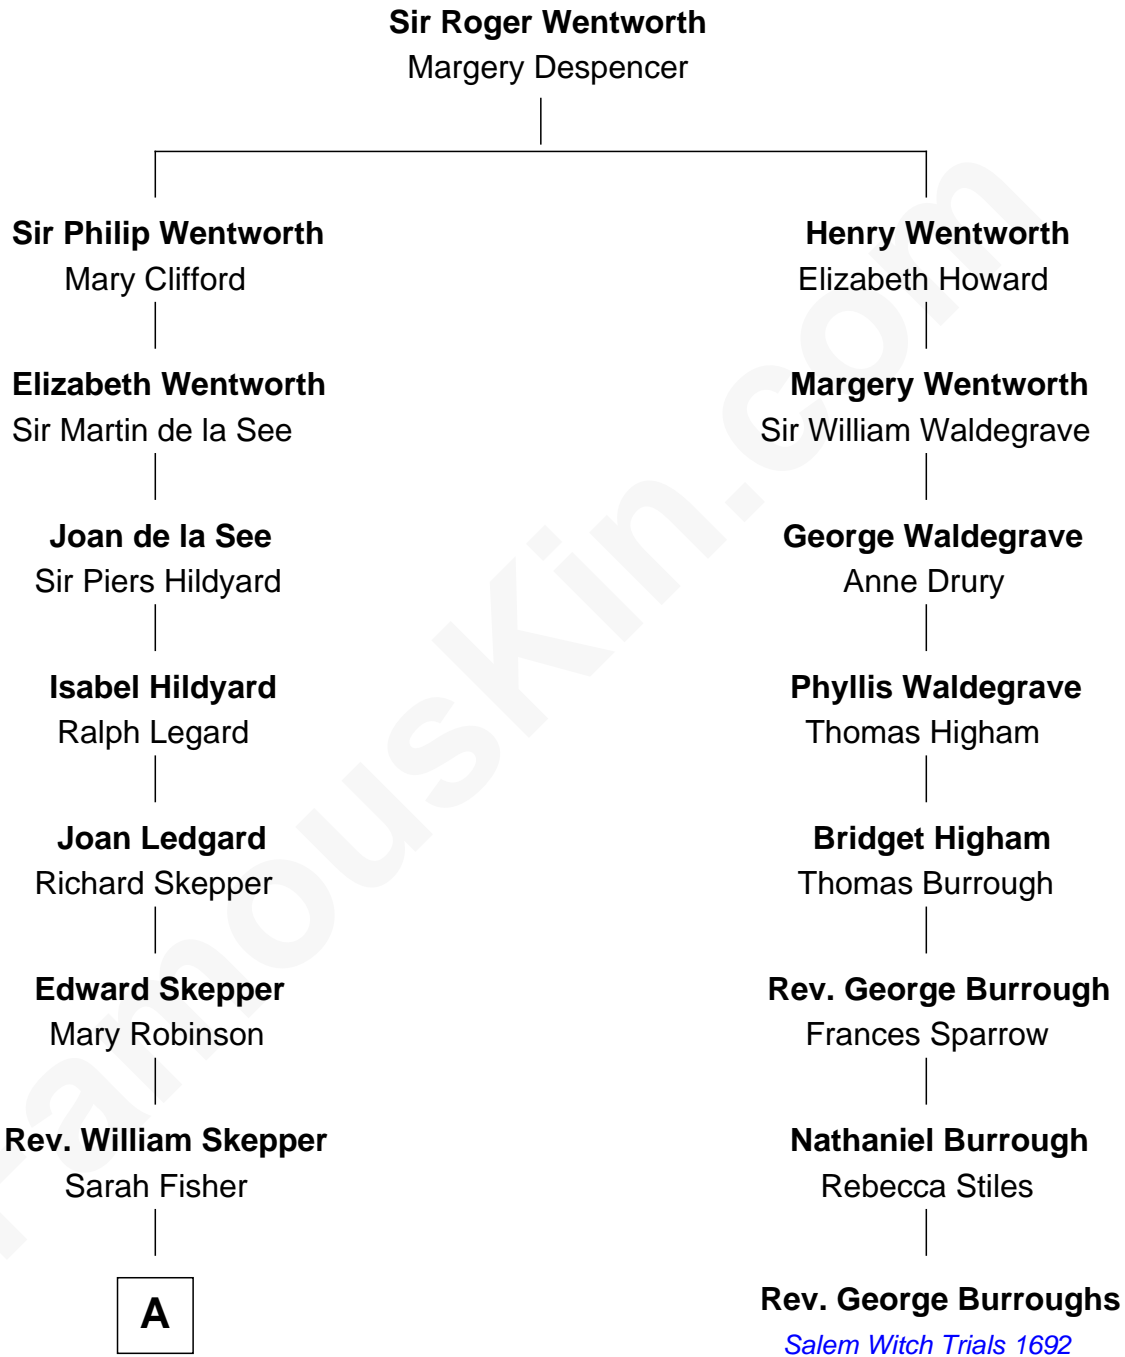 Sir Roger Wentworth
Margery Despencer
Sir Philip Wentworth
Mary Clifford
Henry Wentworth
Elizabeth Howard
Elizabeth Wentworth
Sir Martin de la See
Margery Wentworth
Sir William Waldegrave
Joan de la See
Sir Piers Hildyard
George Waldegrave
Anne Drury
Isabel Hildyard
Ralph Legard
Phyllis Waldegrave
Thomas Higham
Joan Ledgard
Richard Skepper
Bridget Higham
Thomas Burrough
Edward Skepper
Mary Robinson
Rev. George Burrough
Frances Sparrow
Rev. William Skepper
Sarah Fisher
Nathaniel Burrough
Rebecca Stiles
A
Rev. George Burroughs
Salem Witch Trials 1692
FamousKin.com